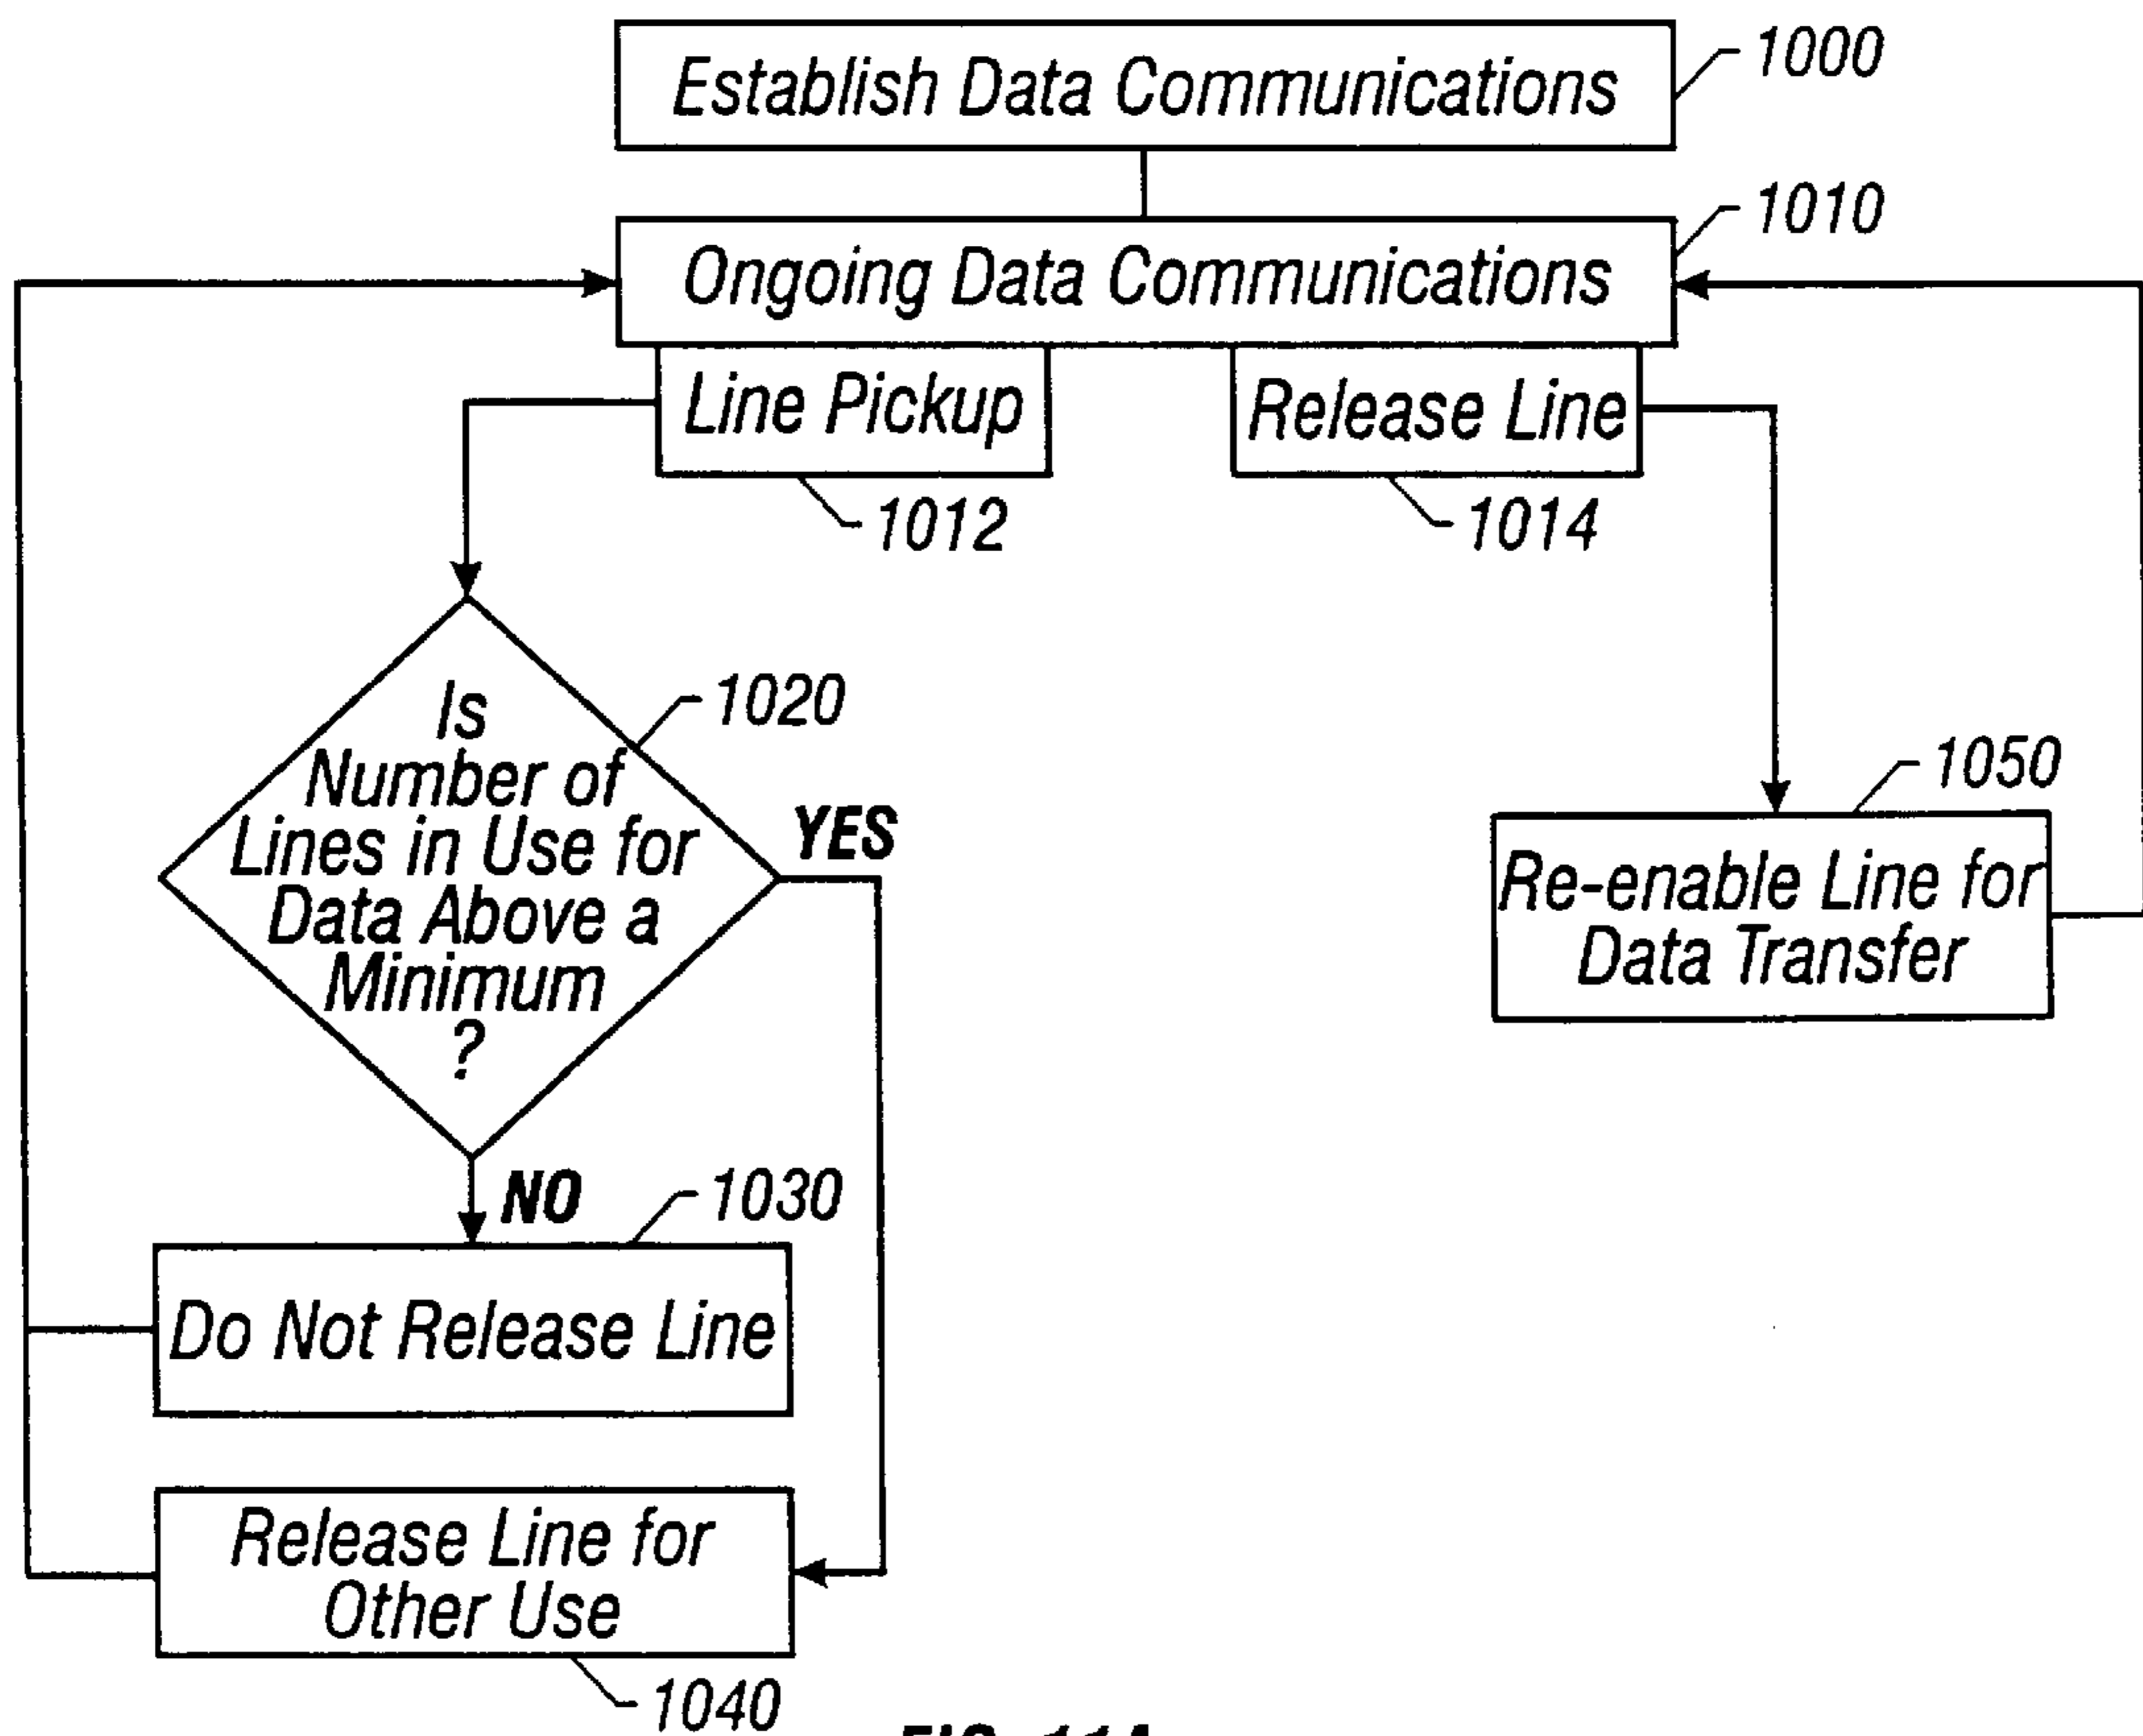 Establish Data Communications
1000
Ongoing Data Communications
1010
Line Pickup
1012
Release Line
1014
Is
Number of
Lines in Use for
Data Above a
Minimum
?
1020
YES
NO
1050
Re-enable Line for
Data Transfer
1030
Do Not Release Line
Release Line for
Other Use
1040